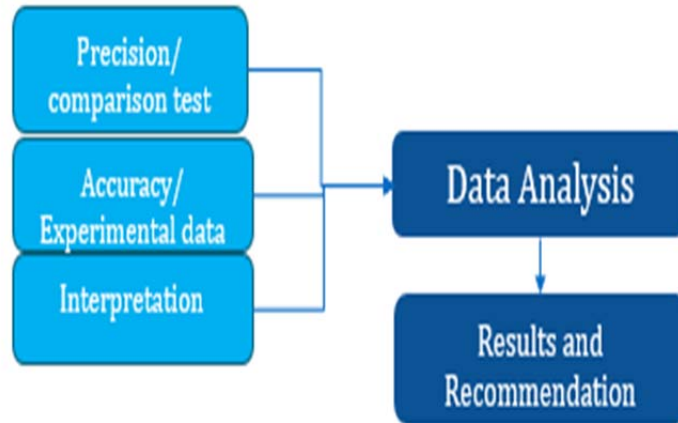 Precision/
comparison test
Accuracy/
Experimental data
Interpretation
Data Analysis
Results and
Recommendation